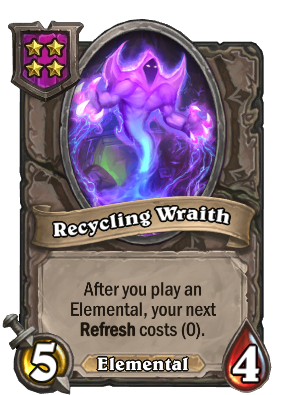 Recycling Wraith
After you play an
Elemental, your next
Refresh costs (0).
Elemental
5
4